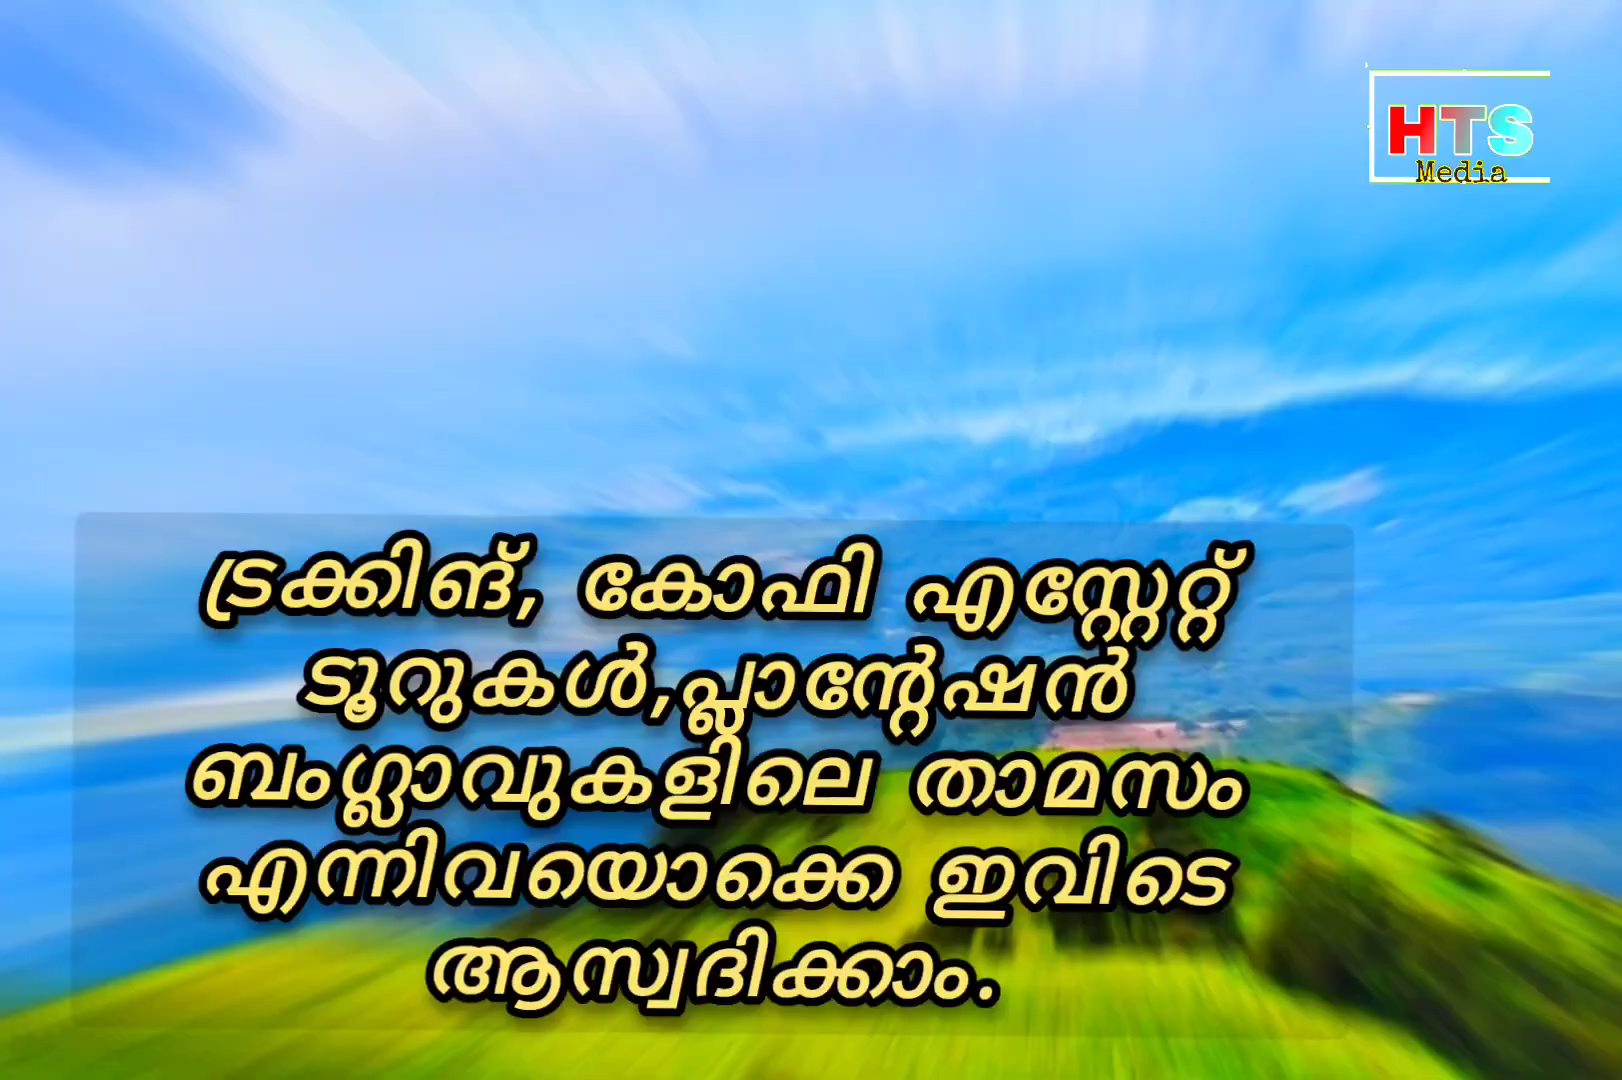 HTS
Media
ട്രക്കിങ്, കോഫി എസ്റ്റേറ്റ്
ടൂറുകൾ,പ്ലാന്റേഷൻ
ബംഗ്ലാവുകളിലെ താമസം
എന്നിവയൊക്കെ ഇവിടെ
ആസ്വദിക്കാം.